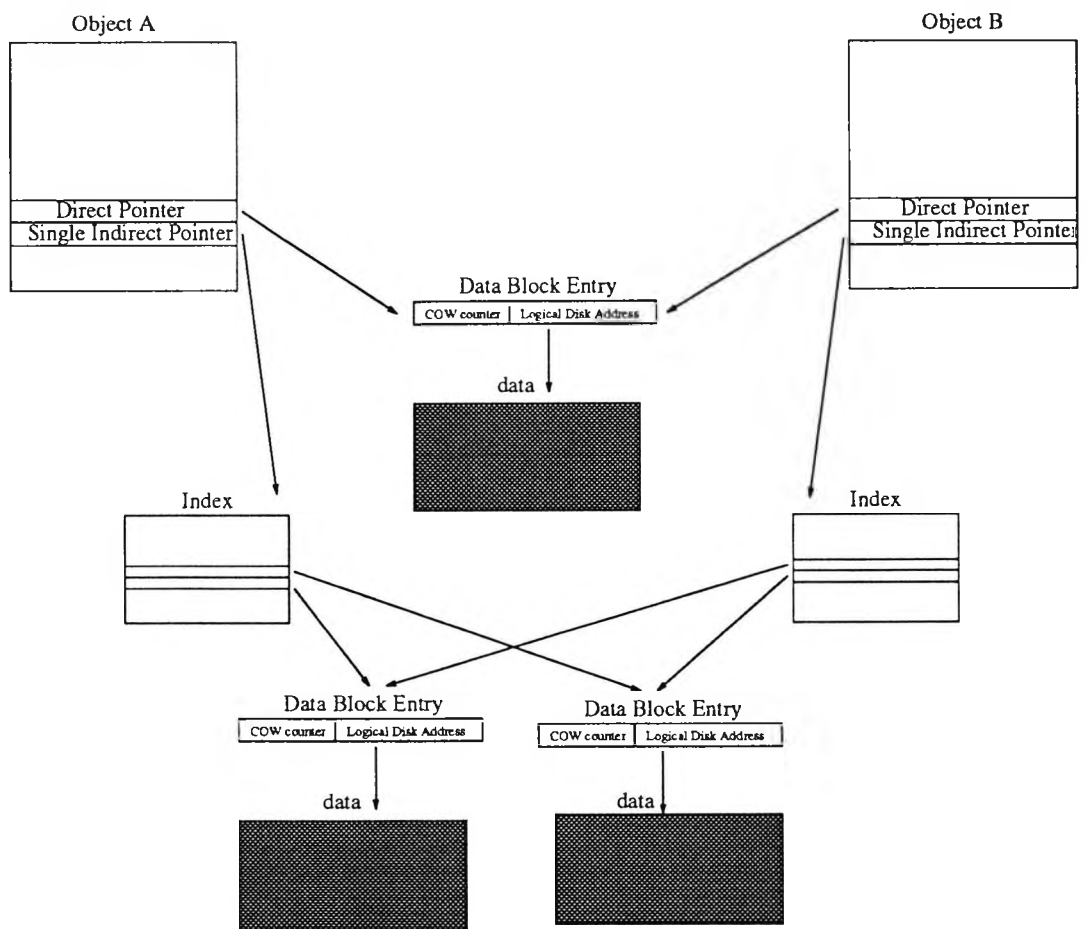 Object A
Object B
Direct Pointer
Single Indirect Pointer
Direct Pointer
Single Indirect Pointer
Data Block Entry
COW counter
Logical Disk Address
data
Index
Index
Data Block Entry
COW counter
Logical Disk Address
data
Data Block Entry
COW counter
Logical Disk Address
data